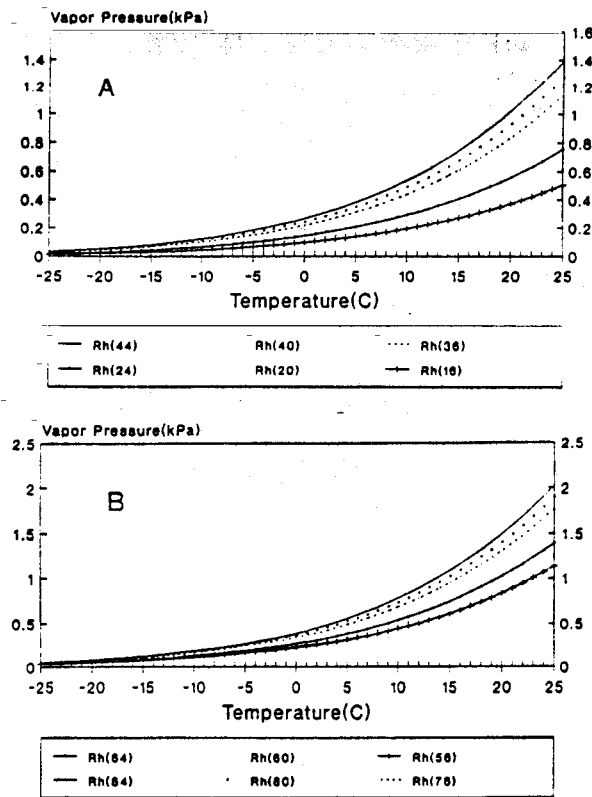 Vapor Pressure(kPa)
1.6
1.4 1.4
1.2 1.2
A
1 1
0.8 0.8
0.6 0.6
0.4 0.4
0.2 0.2
0 0
-25 -20 -15 -10 -5 0 5 10 15 20 25
Temperature(C)
Rh(44) Rh(40) Rh(36)
Rh(24) Rh(20) Rh(16)
Vapor Pressure(kPa)
2.5 2.5
2 2
B
1.5 1.5
1 1
0.5 0.5
0 0
-25 -20 -15 -10 -5 0 5 10 15 20 25
Temperature(C)
Rh(64) Rh(60) Rh(56)
Rh(84) Rh(80) Rh(76)